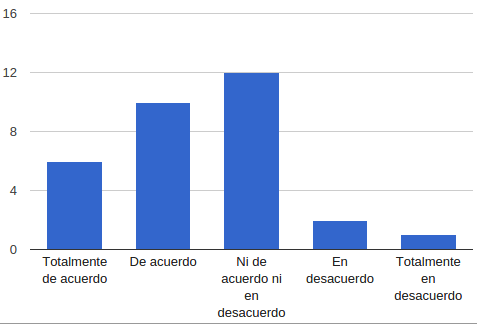 16
12
8
4
0
Totalmente
de acuerdo
De acuerdo
Ni de
acuerdo ni
en
desacuerdo
En
desacuerdo
Totalmente
en
desacuerdo